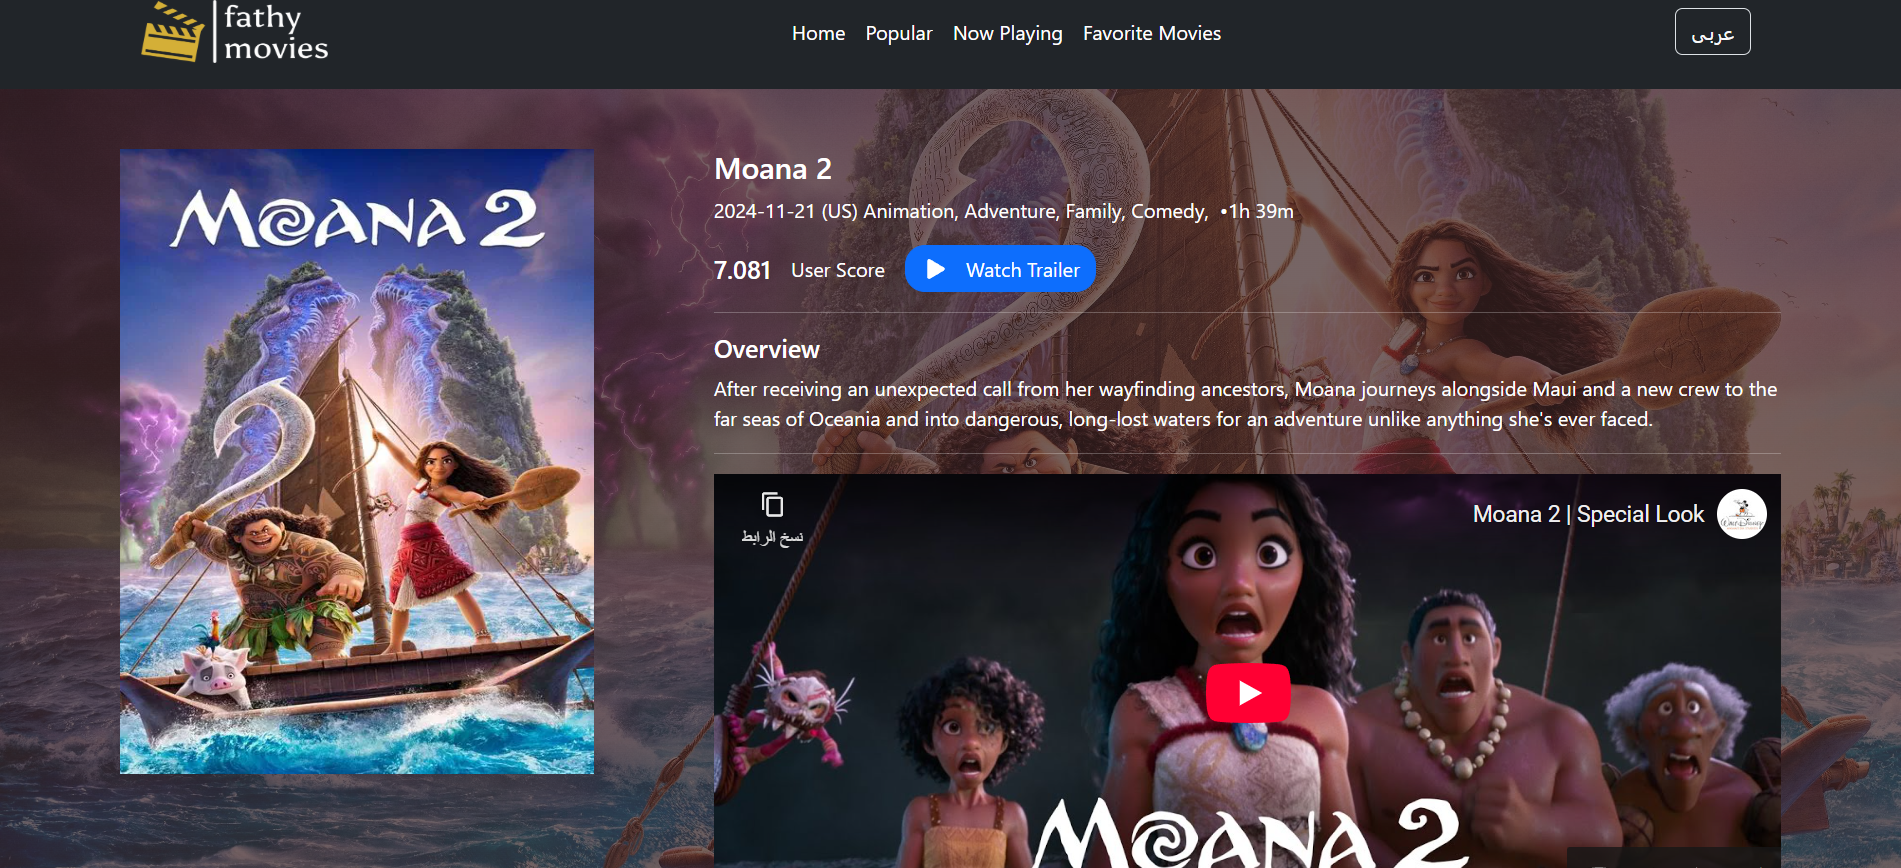 fathy
movies
Home Popular Now Playing Favorite Movies
عربى
MOANA 2
Moana 2
2024-11-21 (US) Animation, Adventure, Family, Comedy, •1h 39m
7.081 User Score Watch Trailer
Overview
After receiving an unexpected call from her wayfinding ancestors, Moana journeys alongside Maui and a new crew to the
far seas of Oceania and into dangerous, long-lost waters for an adventure unlike anything she's ever faced.
نسخ الرابط
Moana 2 | Special Look
MOANA 2